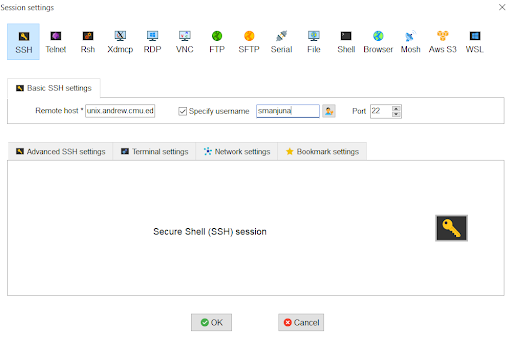 Session settings
SSH Telnet Rsh Xdmcp RDP VNC FTP SFTP Serial File Shell Browser Mosh Aws S3 WSL
Basic SSH settings
Remote host * unix.andrew.cmu.ed Specify username smanjuna Port 22
Advanced SSH settings Terminal settings Network settings Bookmark settings
Secure Shell (SSH) session
OK Cancel